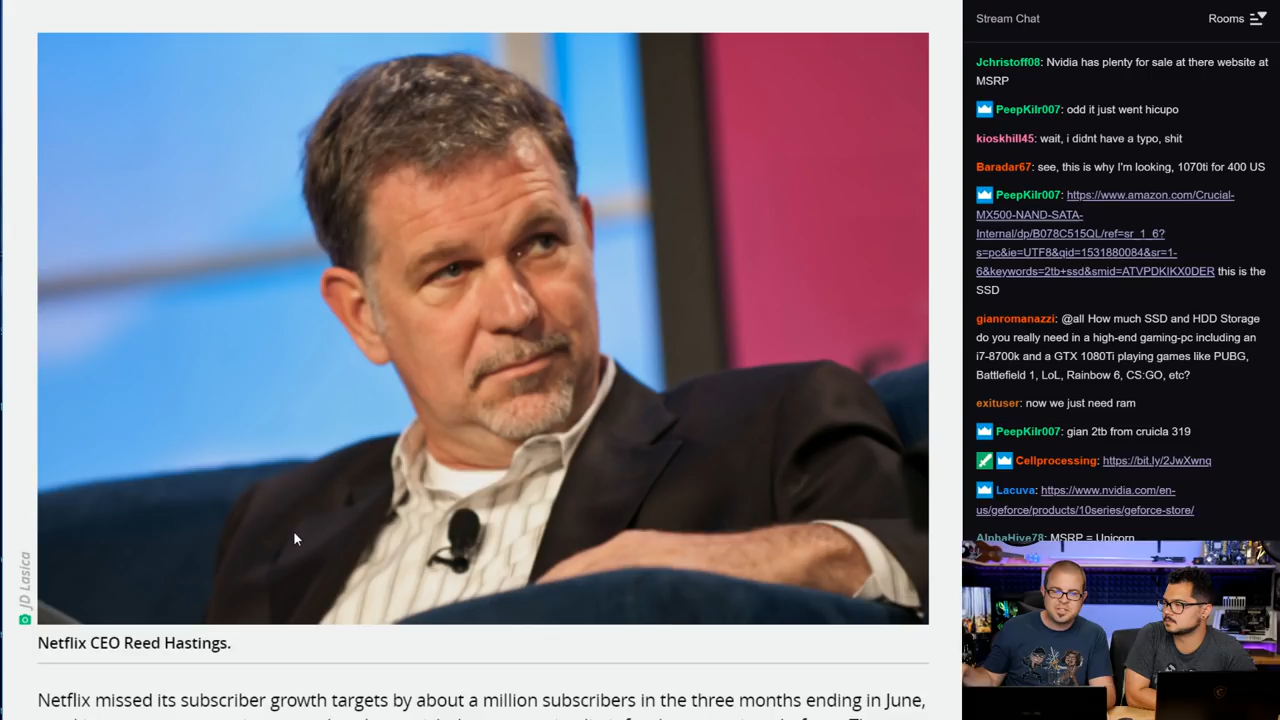 Stream Chat
Rooms
Jchristoff08: Nvidia has plenty for sale at there website at
MSRP
PeepKilr007: odd it just went hicupo
kioskhill45: wait, i didnt have a typo, shit
Baradar67: see, this is why I'm looking, 1070ti for 400 US
PeepKilr007: https://www.amazon.com/Crucial-
MX500-NAND-SATA-
Internal/dp/B078C515QL/ref=sr_1_6?
s=pc&ie=UTF8&qid=1531880084&sr=1-
6&keywords=2tb+ssd&smid=ATVPDKIKX0DER this is the
SSD
gianromanazzi: @all How much SSD and HDD Storage
do you really need in a high-end gaming-pc including an
i7-8700k and a GTX 1080Ti playing games like PUBG,
Battlefield 1, LoL, Rainbow 6, CS:GO, etc?
exituser: now we just need ram
PeepKilr007: gian 2tb from cruicla 319
Cellprocessing: https://bit.ly/2JwXwnq
Lacuva: https://www.nvidia.com/en-
us/geforce/products/10series/geforce-store/
AlphaHive78: MSRP = Unicorn
JD Lasica
Netflix CEO Reed Hastings.
Netflix missed its subscriber growth targets by about a million subscribers in the three months ending in June,